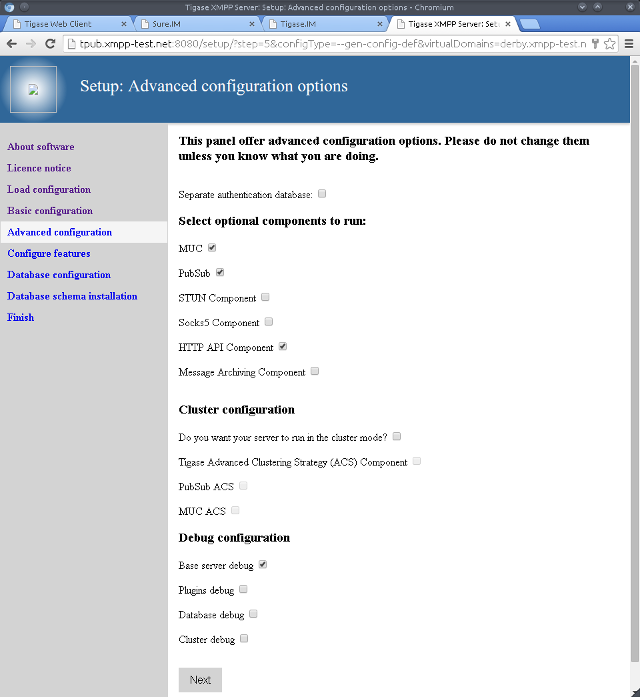 Tigase XMPP Server: Setup: Advanced configuration options - Chromium
Tigase Web Client
Sure.IM
Tigase.IM
Tigase XMPP Server: Set
tpub.xmpp-test.net:8080/setup/?step=5&configType=--gen-config-def&virtualDomains=derby.xmpp-test.n
Setup: Advanced configuration options
About software
Licence notice
Load configuration
Basic configuration
Advanced configuration
Configure features
Database configuration
Database schema installation
Finish
This panel offer advanced configuration options. Please do not change them
unless you know what you are doing.
Separate authentication database:
Select optional components to run:
MUC
PubSub
STUN Component
Socks5 Component
HTTP API Component
Message Archiving Component
Cluster configuration
Do you want your server to run in the cluster mode?
Tigase Advanced Clustering Strategy (ACS) Component
PubSub ACS
MUC ACS
Debug configuration
Base server debug
Plugins debug
Database debug
Cluster debug
Next